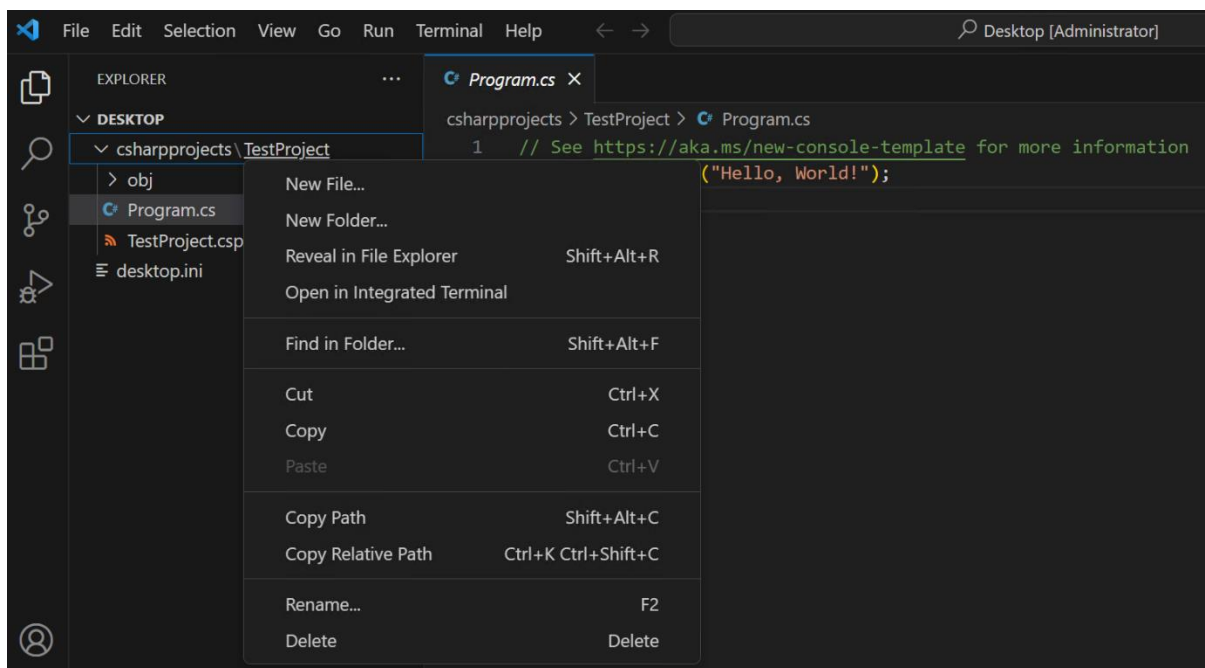 File Edit Selection View Go Run Terminal Help Desktop [Administrator]
EXPLORER ... Program.cs
DESKTOP
csharpprojects > TestProject > Program.cs
csharpprojects\TestProject
1 // See https://aka.ms/new-console-template for more information
("Hello, World!");
obj
Program.cs
TestProject.csp
desktop.ini
New File...
New Folder...
Reveal in File Explorer Shift+Alt+R
Open in Integrated Terminal
Find in Folder... Shift+Alt+F
Cut Ctrl+X
Copy Ctrl+C
Paste Ctrl+V
Copy Path Shift+Alt+C
Copy Relative Path Ctrl+K Ctrl+Shift+C
Rename... F2
Delete Delete